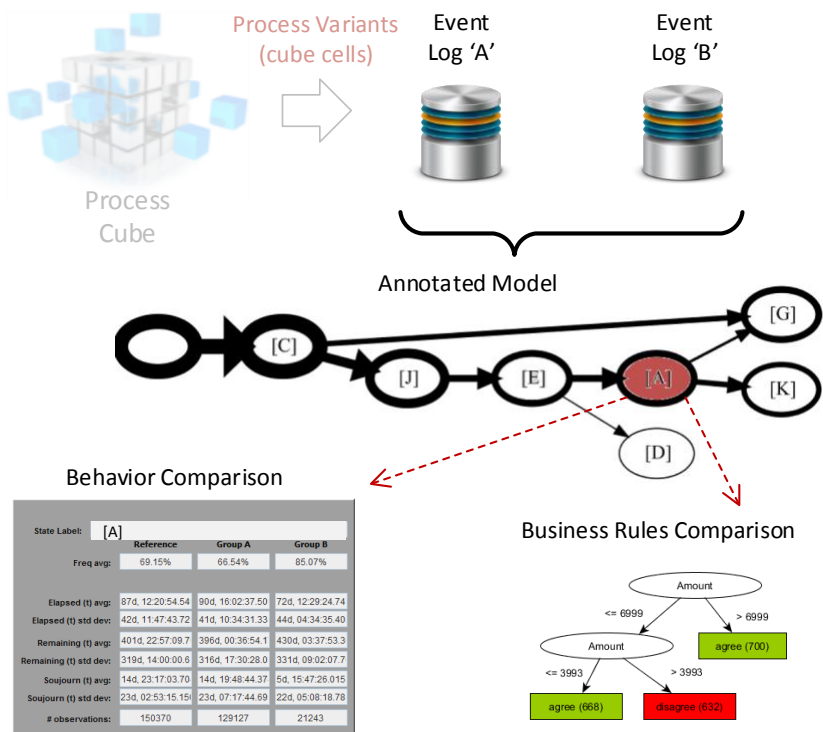 Process Variants
(cube cells)
Event
Log ‘A’
Event
Log ‘B’
Process
Cube
Annotated Model
[C]
[G]
[J]
[E]
[A]
[K]
[D]
Behavior Comparison
State Label: [A]
Reference Group A Group B
Freq avg: 69.15% 66.54% 85.07%
Elapsed (t) avg: 87d, 12:20:54.54 90d, 16:02:37.50 72d, 12:29:24.74
Elapsed (t) std dev: 42d, 11:47:43.72 41d, 10:34:31.33 44d, 04:34:35.40
Remaining (t) avg: 401d, 22:57:09.7 396d, 00:36:54.1 430d, 03:37:53.3
Remaining (t) std dev: 319d, 14:00:00.6 316d, 17:30:28.0 331d, 09:02:07.7
Soujourn (t) avg: 14d, 23:17:03.70 14d, 19:48:44.37 5d, 15:47:26.015
Soujourn (t) std dev: 23d, 02:53:15.15 23d, 07:17:44.69 22d, 05:08:18.78
# observations: 150370 129127 21243
Business Rules Comparison
Amount
<= 6999 > 6999
Amount agree (700)
<= 3993 > 3993
agree (668) disagree (632)